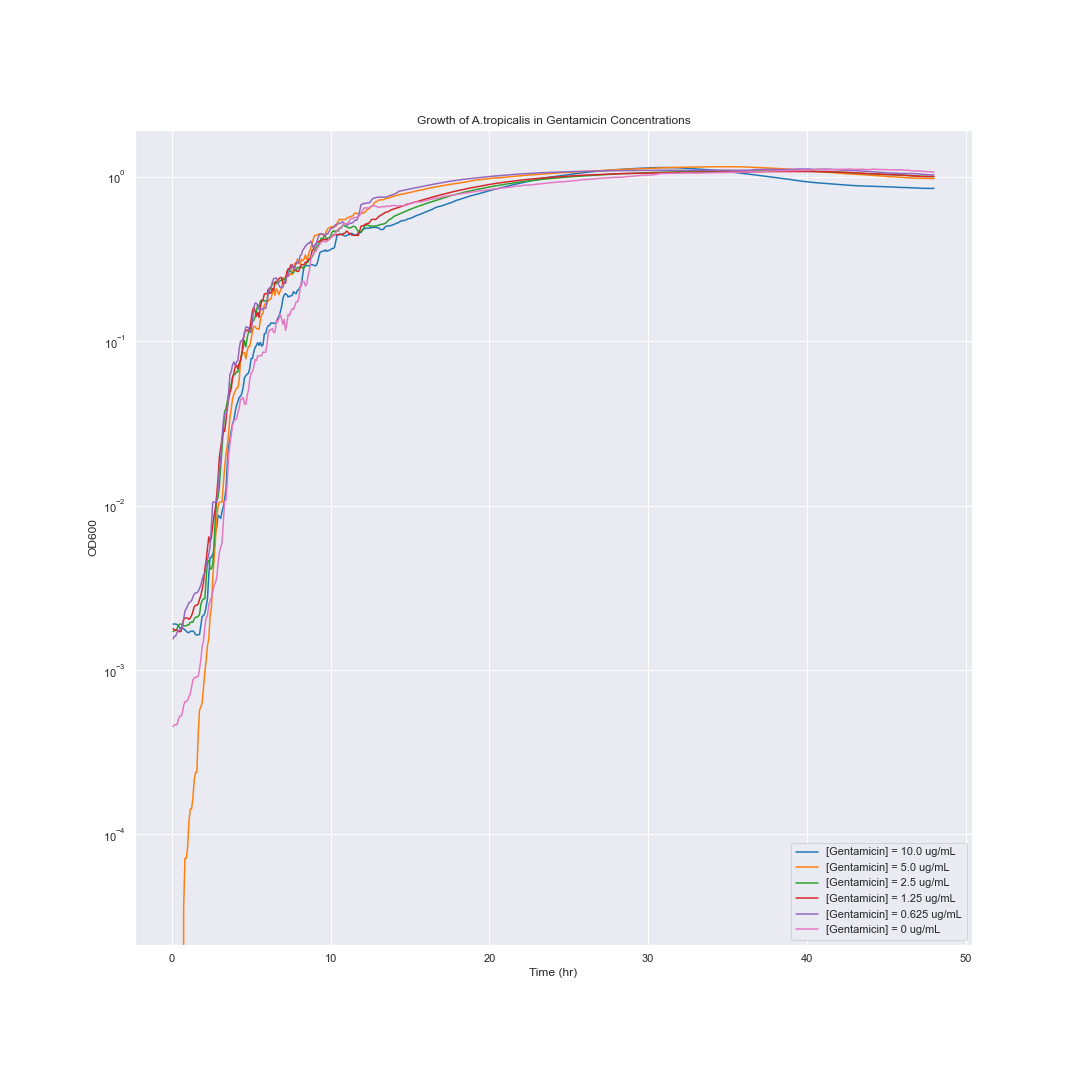 Growth of A.tropicalis in Gentamicin Concentrations
OD600
10⁰
10⁻¹
10⁻²
10⁻³
10⁻⁴
[Gentamicin] = 10.0 ug/mL
[Gentamicin] = 5.0 ug/mL
[Gentamicin] = 2.5 ug/mL
[Gentamicin] = 1.25 ug/mL
[Gentamicin] = 0.625 ug/mL
[Gentamicin] = 0 ug/mL
0 10 20 30 40 50
Time (hr)